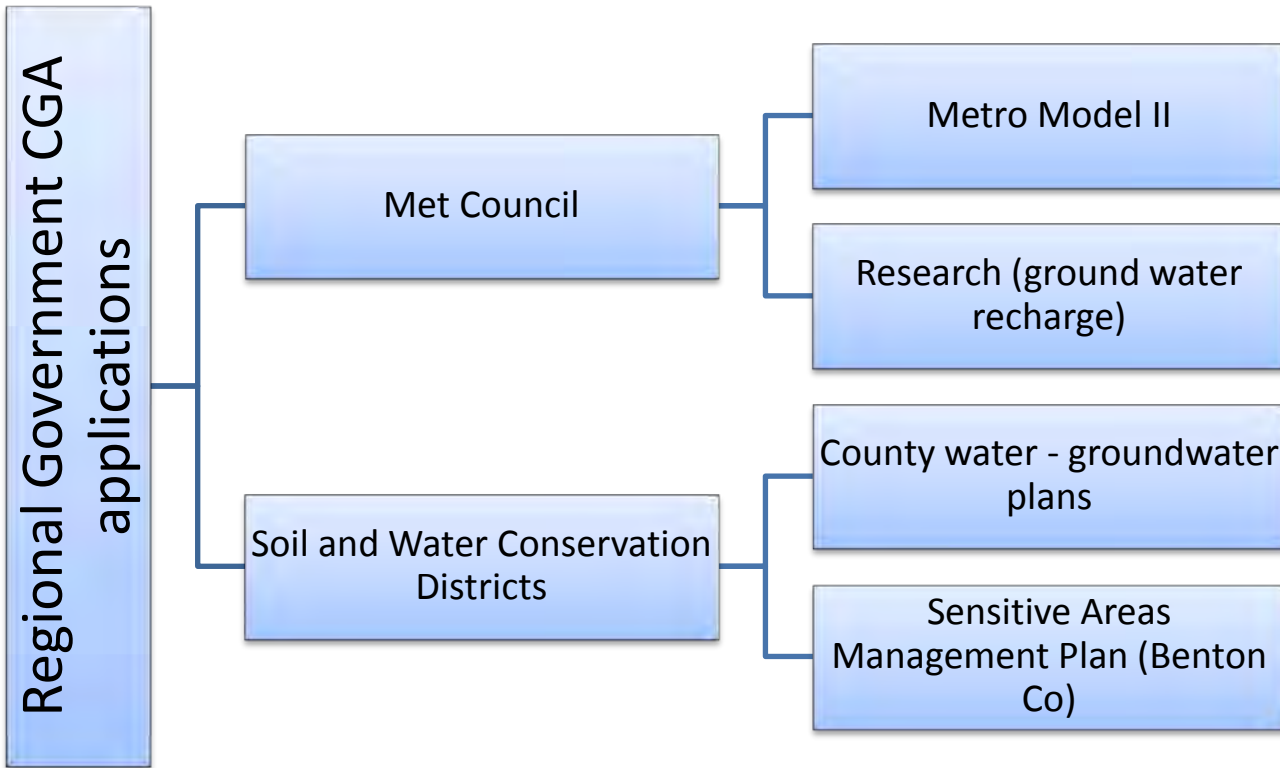 Regional Government CGA
applications
Met Council
Metro Model II
Research (ground water
recharge)
Soil and Water Conservation
Districts
County water - groundwater
plans
Sensitive Areas
Management Plan (Benton
Co)